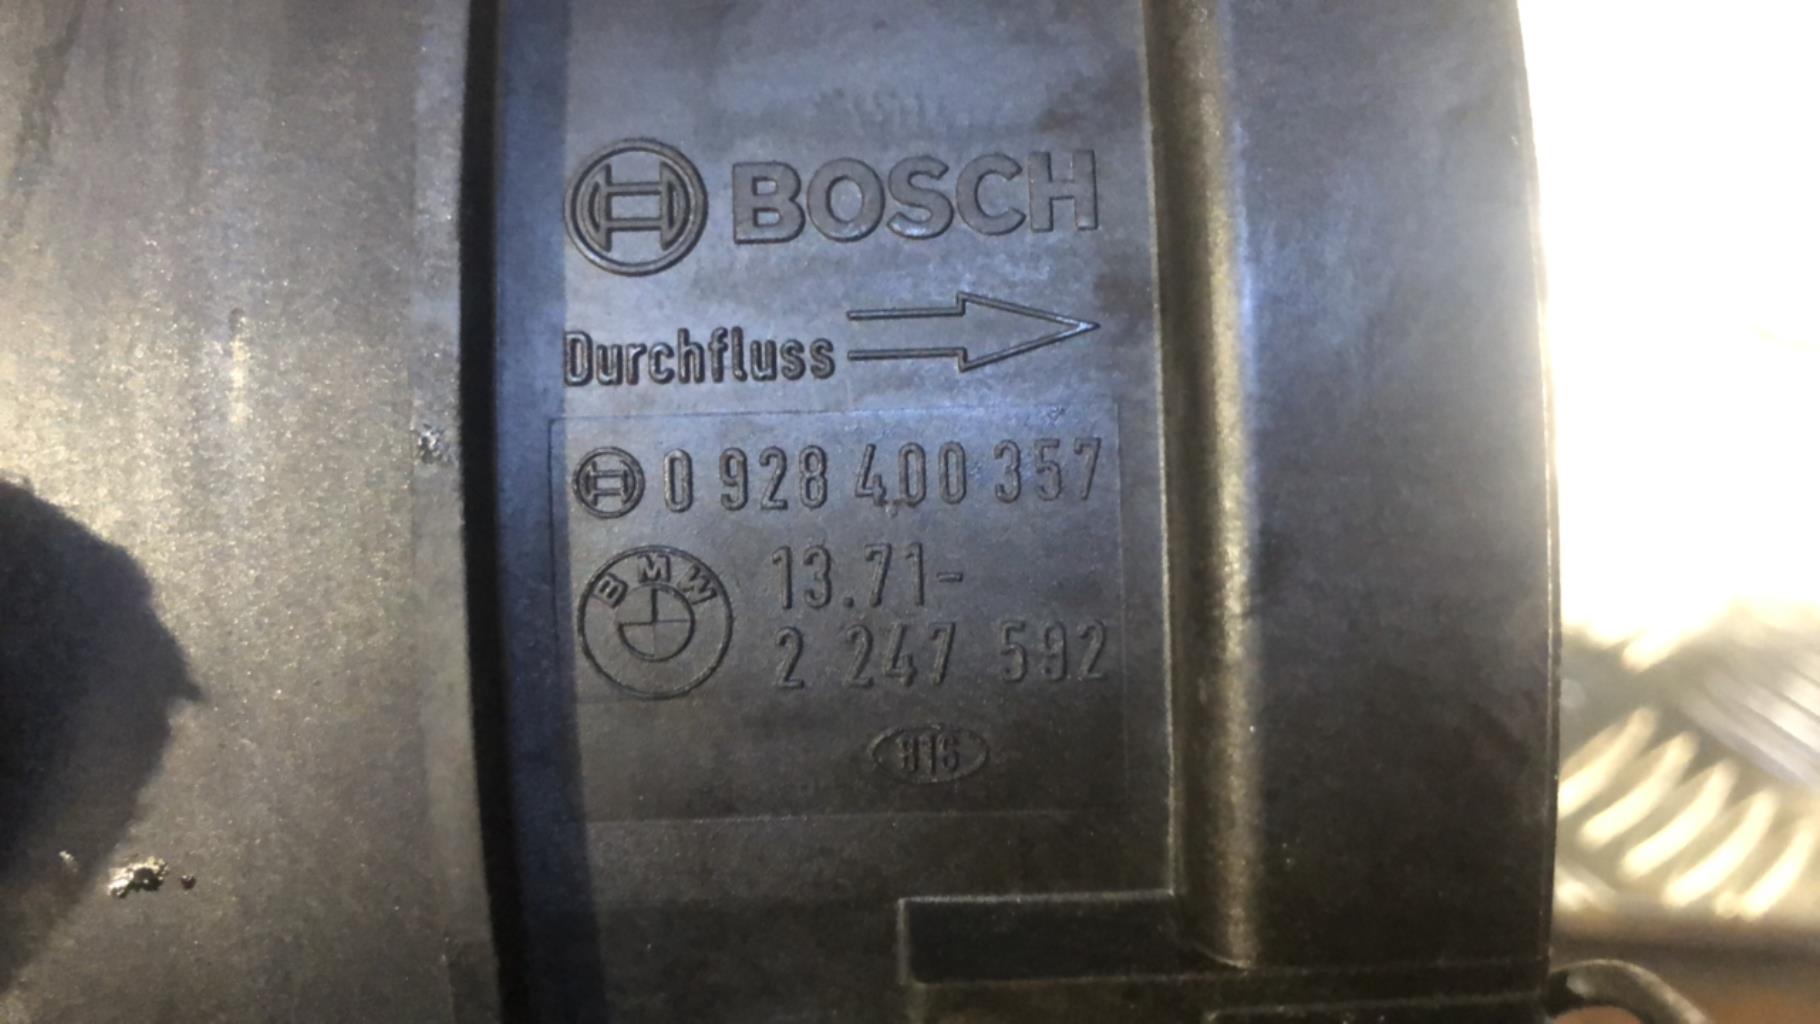 BOSCH
Durchfluss
0 928 400 357
BMW
13.71-
2 247 592